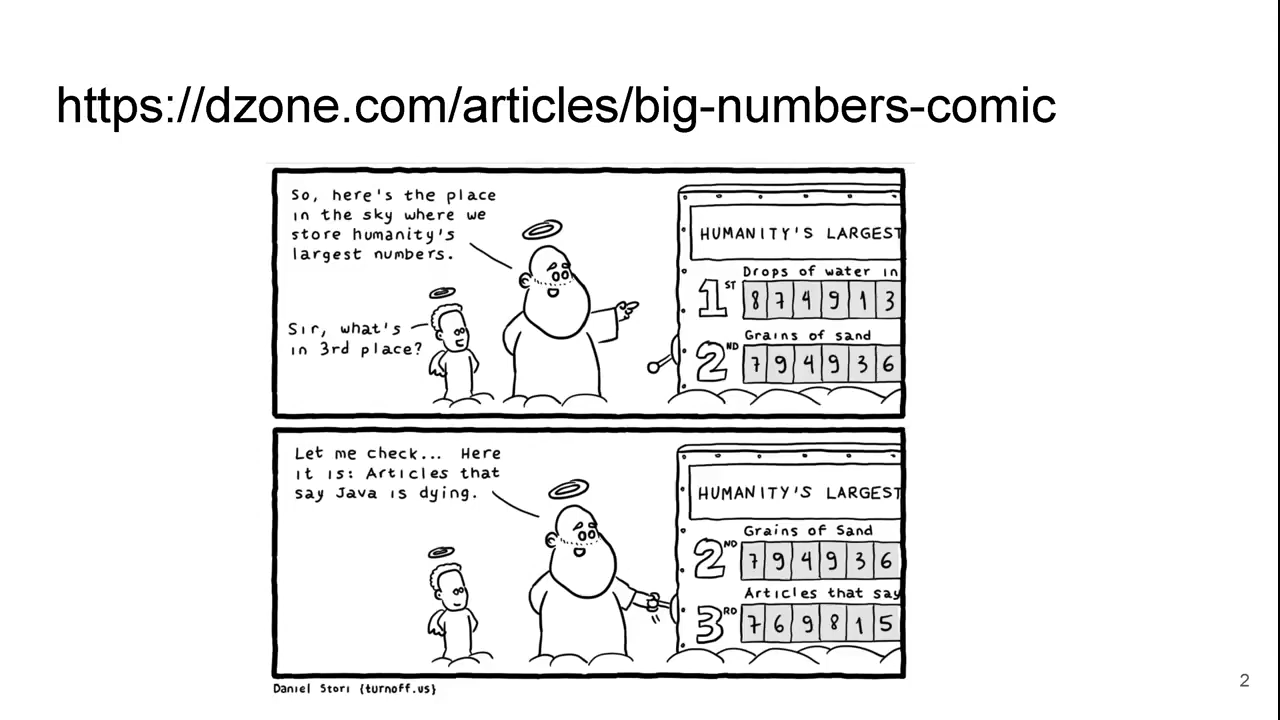 https://dzone.com/articles/big-numbers-comic
So, here's the place
in the sky where we
store humanity's
largest numbers.
Sir, what's
in 3rd place?
HUMANITY'S LARGEST
Drops of water in
1ST 8 7 4 9 1 3
Grains of sand
2ND 7 9 4 9 3 6
Let me check... Here
it is: Articles that
say Java is dying.
HUMANITY'S LARGEST
Grains of Sand
2ND 7 9 4 9 3 6
Articles that say
3RD 7 6 9 8 1 5
Daniel Stori {turnoff.us}
2